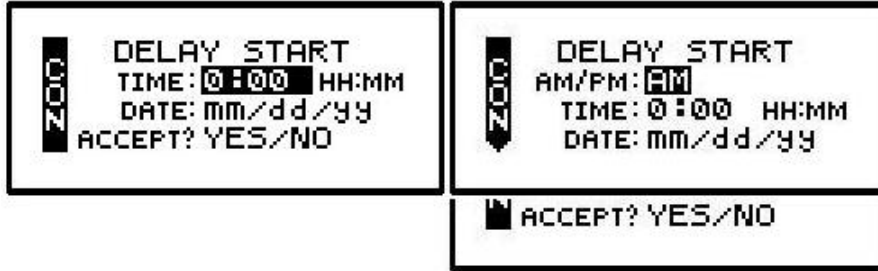 CON
DELAY START
TIME: 0:00 HH:MM
DATE: mm/dd/yy
ACCEPT? YES/NO
CON
DELAY START
AM/PM: AM
TIME: 0:00 HH:MM
DATE: mm/dd/yy
ACCEPT? YES/NO